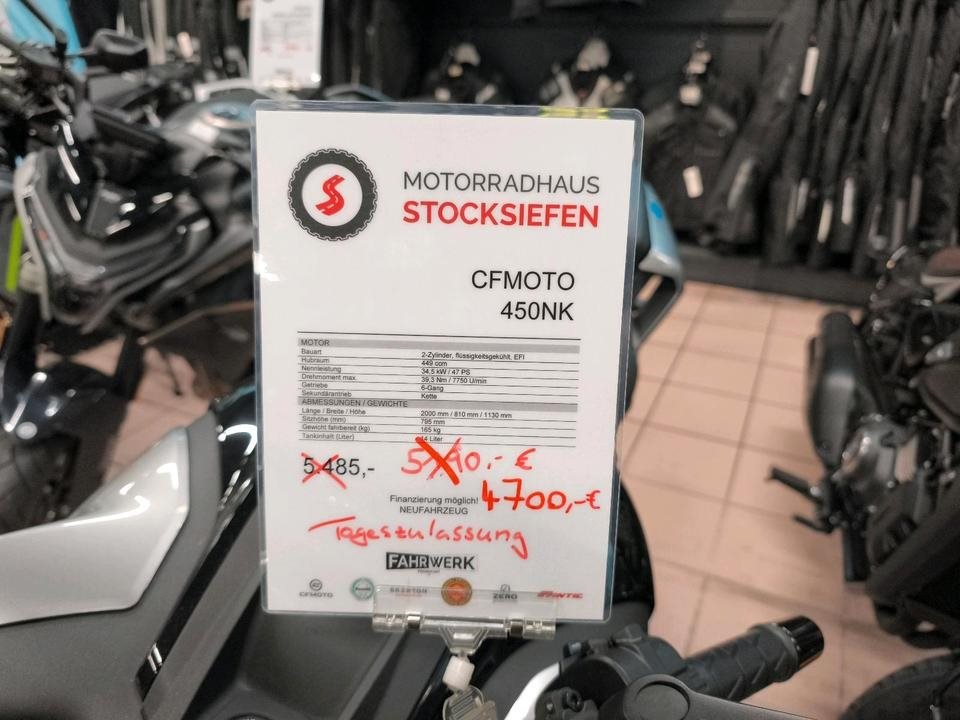 MOTORRADHAUS
STOCKSIEFEN
CFMOTO
450NK
MOTOR
Bauart 2-Zylinder, flüssigkeitsgekühlt, EFI
Hubraum 449 ccm
Nennleistung 34,5 kW / 47 PS
Drehmoment max. 39,3 Nm / 7750 U/min
Getriebe 6-Gang
Sekundärantrieb Kette
ABMESSUNGEN / GEWICHTE
Länge / Breite / Höhe 2000 mm / 810 mm / 1130 mm
Sitzhöhe (mm) 795 mm
Gewicht fahrbereit (kg) 165 kg
Tankinhalt (Liter) 14 Liter
5.485,- €
Finanzierung möglich! 4700,-€
NEUFAHRZEUG
Tageszulassung
FAHRWERK
CFMOTO BRIXTON ZERO FANTIC